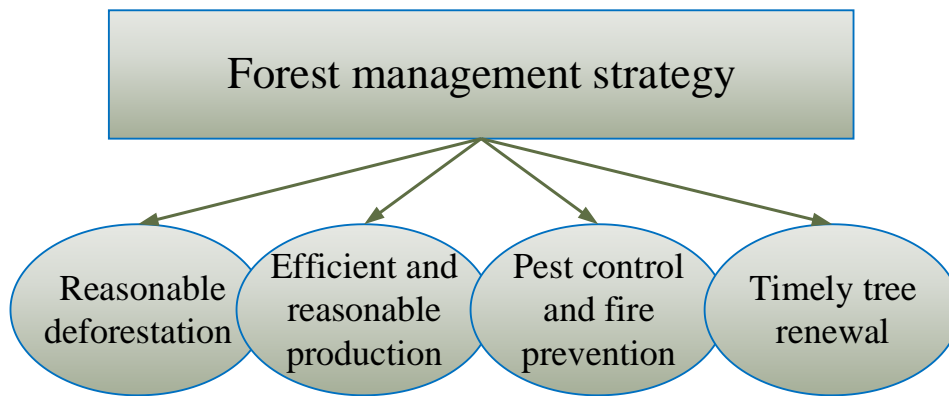 Forest management strategy
Reasonable
deforestation
Efficient and
reasonable
production
Pest control
and fire
prevention
Timely tree
renewal